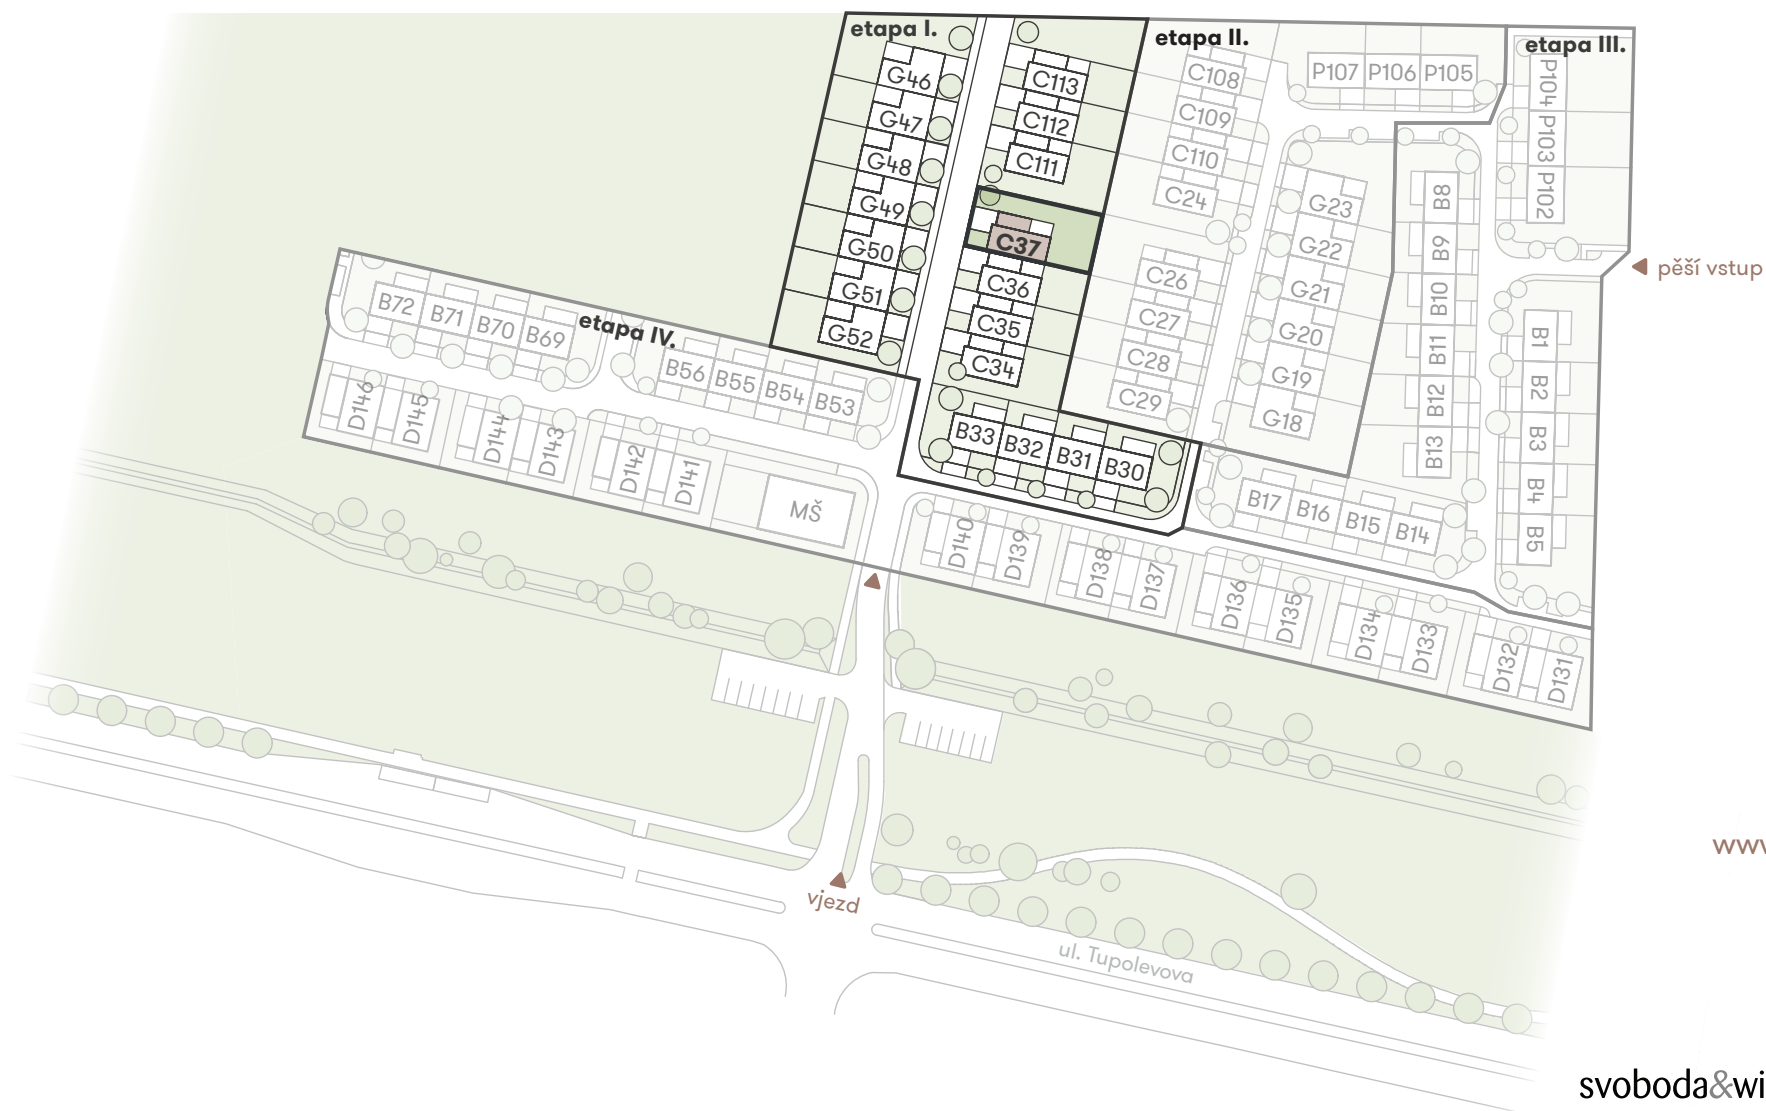 etapa I.
etapa II.
etapa III.
G46
G47
G48
G49
G50
G51
G52
C113
C112
C111
C37
C36
C35
C34
B33
B32
B31
B30
C108
C109
C110
C24
C26
C27
C28
C29
P107
P106
P105
G23
G22
G21
G20
G19
G18
B17
B16
B15
B14
P104
P103
P102
B8
B9
B10
B11
B12
B13
B1
B2
B3
B4
B5
pěší vstup
etapa IV.
B72
B71
B70
B69
B56
B55
B54
B53
D146
D145
D144
D143
D142
D141
MŠ
D140
D139
D138
D137
D136
D135
D134
D133
D132
D131
vjezd
ul. Tupolevova
svoboda&wi